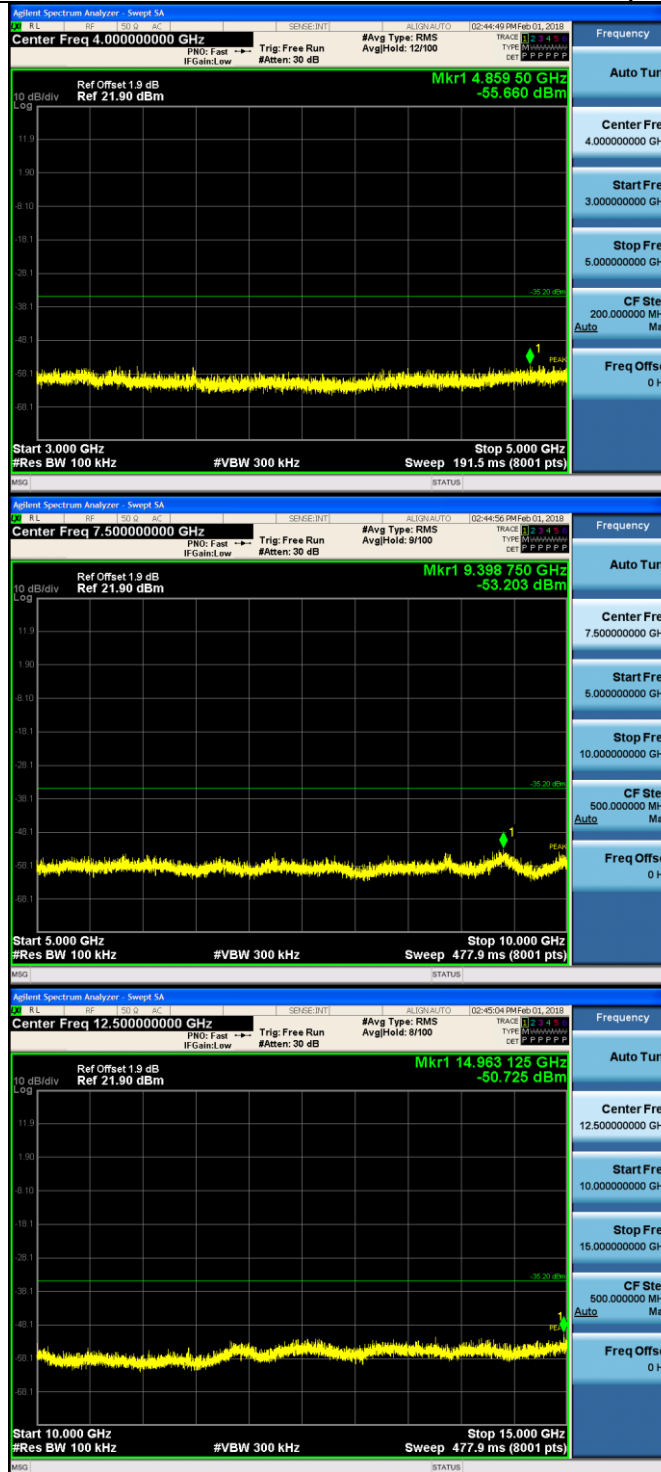 Agilent Spectrum Analyzer - Swept SA
RL RF 50 Ω AC SENSE:INT ALIGNAUTO 02:44:49 PM Feb 01, 2018
Center Freq 4.000000000 GHz
PNO: Fast
IFGain:Low
Trig: Free Run
#Atten: 30 dB
#Avg Type: RMS
Avg|Hold: 12/100
TRACE 1 2 3 4 5 6
TYPE M
DET P P P P P P
Frequency
Auto Tun
Ref Offset 1.9 dB
10 dB/div Ref 21.90 dBm
Log
Mkr1 4.859 50 GHz
-55.660 dBm
11.9
1.90
-8.10
-18.1
-28.1
-38.1
-48.1
-58.1
-68.1
-35.20 dBm
1
PEAK
Center Fre
4.000000000 GH
Start Fre
3.000000000 GH
Stop Fre
5.000000000 GH
CF Ste
200.000000 MH
Auto Ma
Freq Offse
0 H
Start 3.000 GHz Stop 5.000 GHz
#Res BW 100 kHz #VBW 300 kHz Sweep 191.5 ms (8001 pts)
MSG STATUS
Agilent Spectrum Analyzer - Swept SA
RL RF 50 Ω AC SENSE:INT ALIGNAUTO 02:44:56 PM Feb 01, 2018
Center Freq 7.500000000 GHz
PNO: Fast
IFGain:Low
Trig: Free Run
#Atten: 30 dB
#Avg Type: RMS
Avg|Hold: 9/100
TRACE 1 2 3 4 5 6
TYPE M
DET P P P P P P
Frequency
Auto Tun
Ref Offset 1.9 dB
10 dB/div Ref 21.90 dBm
Log
Mkr1 9.398 750 GHz
-53.203 dBm
11.9
1.90
-8.10
-18.1
-28.1
-38.1
-48.1
-58.1
-68.1
-35.20 dBm
1
PEAK
Center Fre
7.500000000 GH
Start Fre
5.000000000 GH
Stop Fre
10.000000000 GH
CF Ste
500.000000 MH
Auto Ma
Freq Offse
0 H
Start 5.000 GHz Stop 10.000 GHz
#Res BW 100 kHz #VBW 300 kHz Sweep 477.9 ms (8001 pts)
MSG STATUS
Agilent Spectrum Analyzer - Swept SA
RL RF 50 Ω AC SENSE:INT ALIGNAUTO 02:45:04 PM Feb 01, 2018
Center Freq 12.500000000 GHz
PNO: Fast
IFGain:Low
Trig: Free Run
#Atten: 30 dB
#Avg Type: RMS
Avg|Hold: 8/100
TRACE 1 2 3 4 5 6
TYPE M
DET P P P P P P
Frequency
Auto Tun
Ref Offset 1.9 dB
10 dB/div Ref 21.90 dBm
Log
Mkr1 14.963 125 GHz
-50.725 dBm
11.9
1.90
-8.10
-18.1
-28.1
-38.1
-48.1
-58.1
-68.1
-35.20 dBm
1
PEA
Center Fre
12.500000000 GH
Start Fre
10.000000000 GH
Stop Fre
15.000000000 GH
CF Ste
500.000000 MH
Auto Ma
Freq Offse
0 H
Start 10.000 GHz Stop 15.000 GHz
#Res BW 100 kHz #VBW 300 kHz Sweep 477.9 ms (8001 pts)
MSG STATUS